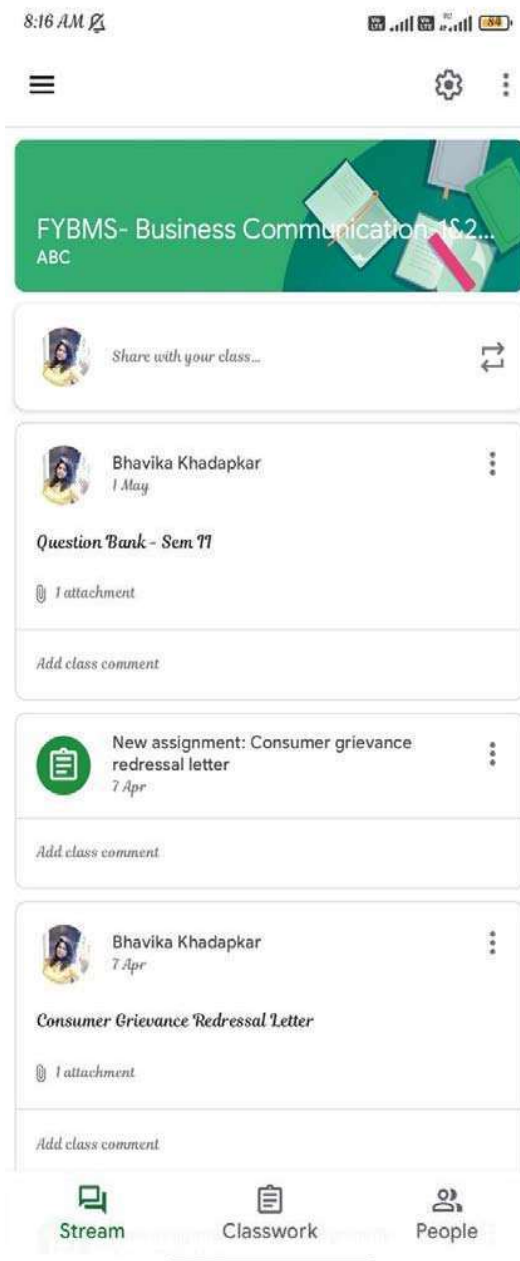 8:16 AM
84
FYBMS- Business Communication-1&2...
ABC
Share with your class...
Bhavika Khadapkar
1 May
Question Bank - Sem II
1 attachment
Add class comment
New assignment: Consumer grievance
redressal letter
7 Apr
Add class comment
Bhavika Khadapkar
7 Apr
Consumer Grievance Redressal Letter
1 attachment
Add class comment
Stream Classwork People